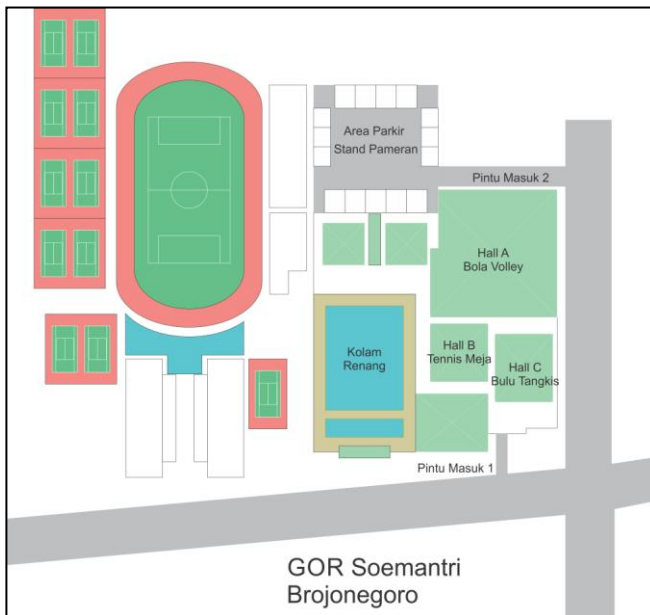 Area Parkir
Stand Pameran
Pintu Masuk 2
Hall A
Bola Volley
Kolam
Renang
Hall B
Tennis Meja
Hall C
Bulu Tangkis
Pintu Masuk 1
GOR Soemantri
Brojonegoro